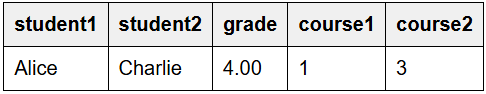 student1 student2 grade course1 course2
Alice Charlie 4.00 1 3